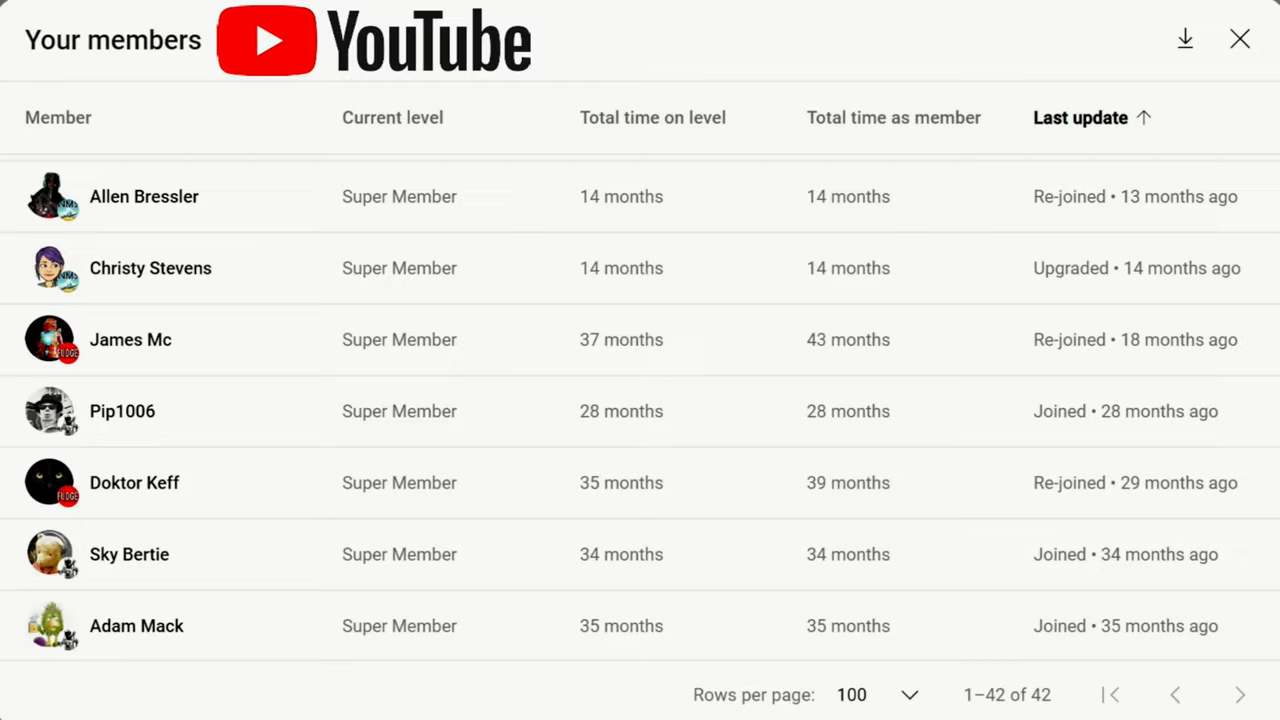 Your members YouTube
Member Current level Total time on level Total time as member Last update ↑
Allen Bressler Super Member 14 months 14 months Re-joined • 13 months ago
NMS
Christy Stevens Super Member 14 months 14 months Upgraded • 14 months ago
NMS
James Mc Super Member 37 months 43 months Re-joined • 18 months ago
FUDGE
Pip1006 Super Member 28 months 28 months Joined • 28 months ago
Doktor Keff Super Member 35 months 39 months Re-joined • 29 months ago
FUDGE
Sky Bertie Super Member 34 months 34 months Joined • 34 months ago
Adam Mack Super Member 35 months 35 months Joined • 35 months ago
Rows per page: 100 1–42 of 42